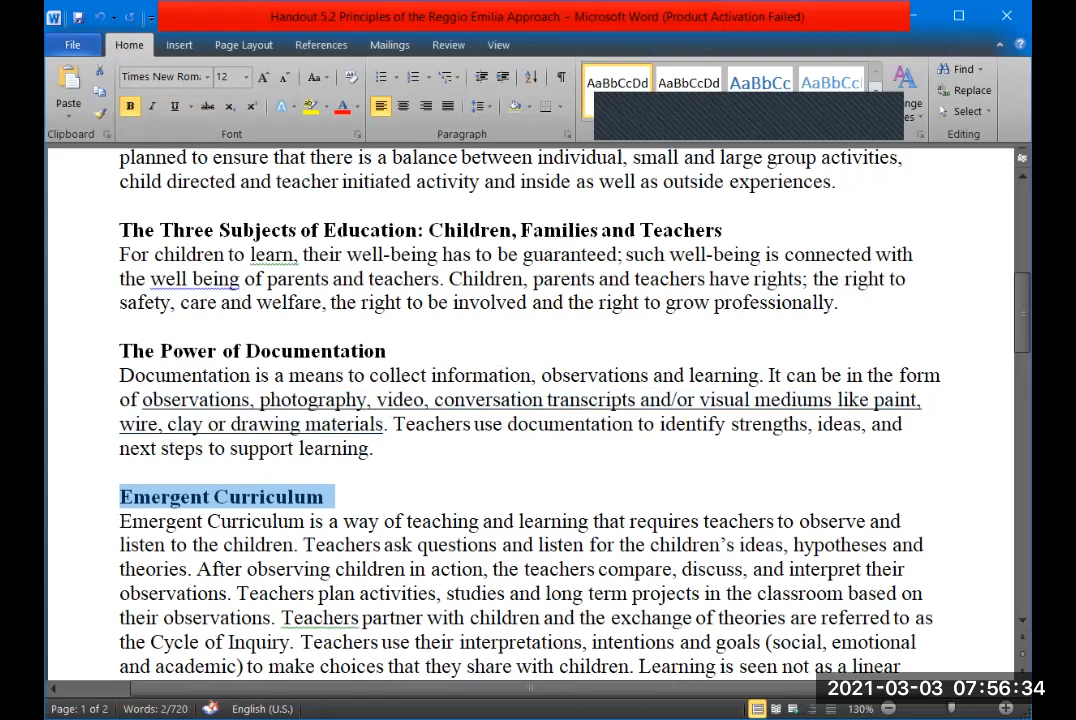 Handout 5.2 Principles of the Reggio Emilia Approach - Microsoft Word (Product Activation Failed)
File Home Insert Page Layout References Mailings Review View
Paste
Times New Rom 12
AaBbCcDd AaBbCcDd AaBbCc AaBbCc
Find
Replace
Select
Clipboard Font Paragraph Editing
planned to ensure that there is a balance between individual, small and large group activities,
child directed and teacher initiated activity and inside as well as outside experiences.
The Three Subjects of Education: Children, Families and Teachers
For children to learn, their well-being has to be guaranteed; such well-being is connected with
the well being of parents and teachers. Children, parents and teachers have rights; the right to
safety, care and welfare, the right to be involved and the right to grow professionally.
The Power of Documentation
Documentation is a means to collect information, observations and learning. It can be in the form
of observations, photography, video, conversation transcripts and/or visual mediums like paint,
wire, clay or drawing materials. Teachers use documentation to identify strengths, ideas, and
next steps to support learning.
Emergent Curriculum
Emergent Curriculum is a way of teaching and learning that requires teachers to observe and
listen to the children. Teachers ask questions and listen for the children's ideas, hypotheses and
theories. After observing children in action, the teachers compare, discuss, and interpret their
observations. Teachers plan activities, studies and long term projects in the classroom based on
their observations. Teachers partner with children and the exchange of theories are referred to as
the Cycle of Inquiry. Teachers use their interpretations, intentions and goals (social, emotional
and academic) to make choices that they share with children. Learning is seen not as a linear
2021-03-03 07:56:34
Page: 1 of 2 Words: 2/720 English (U.S.) 130%